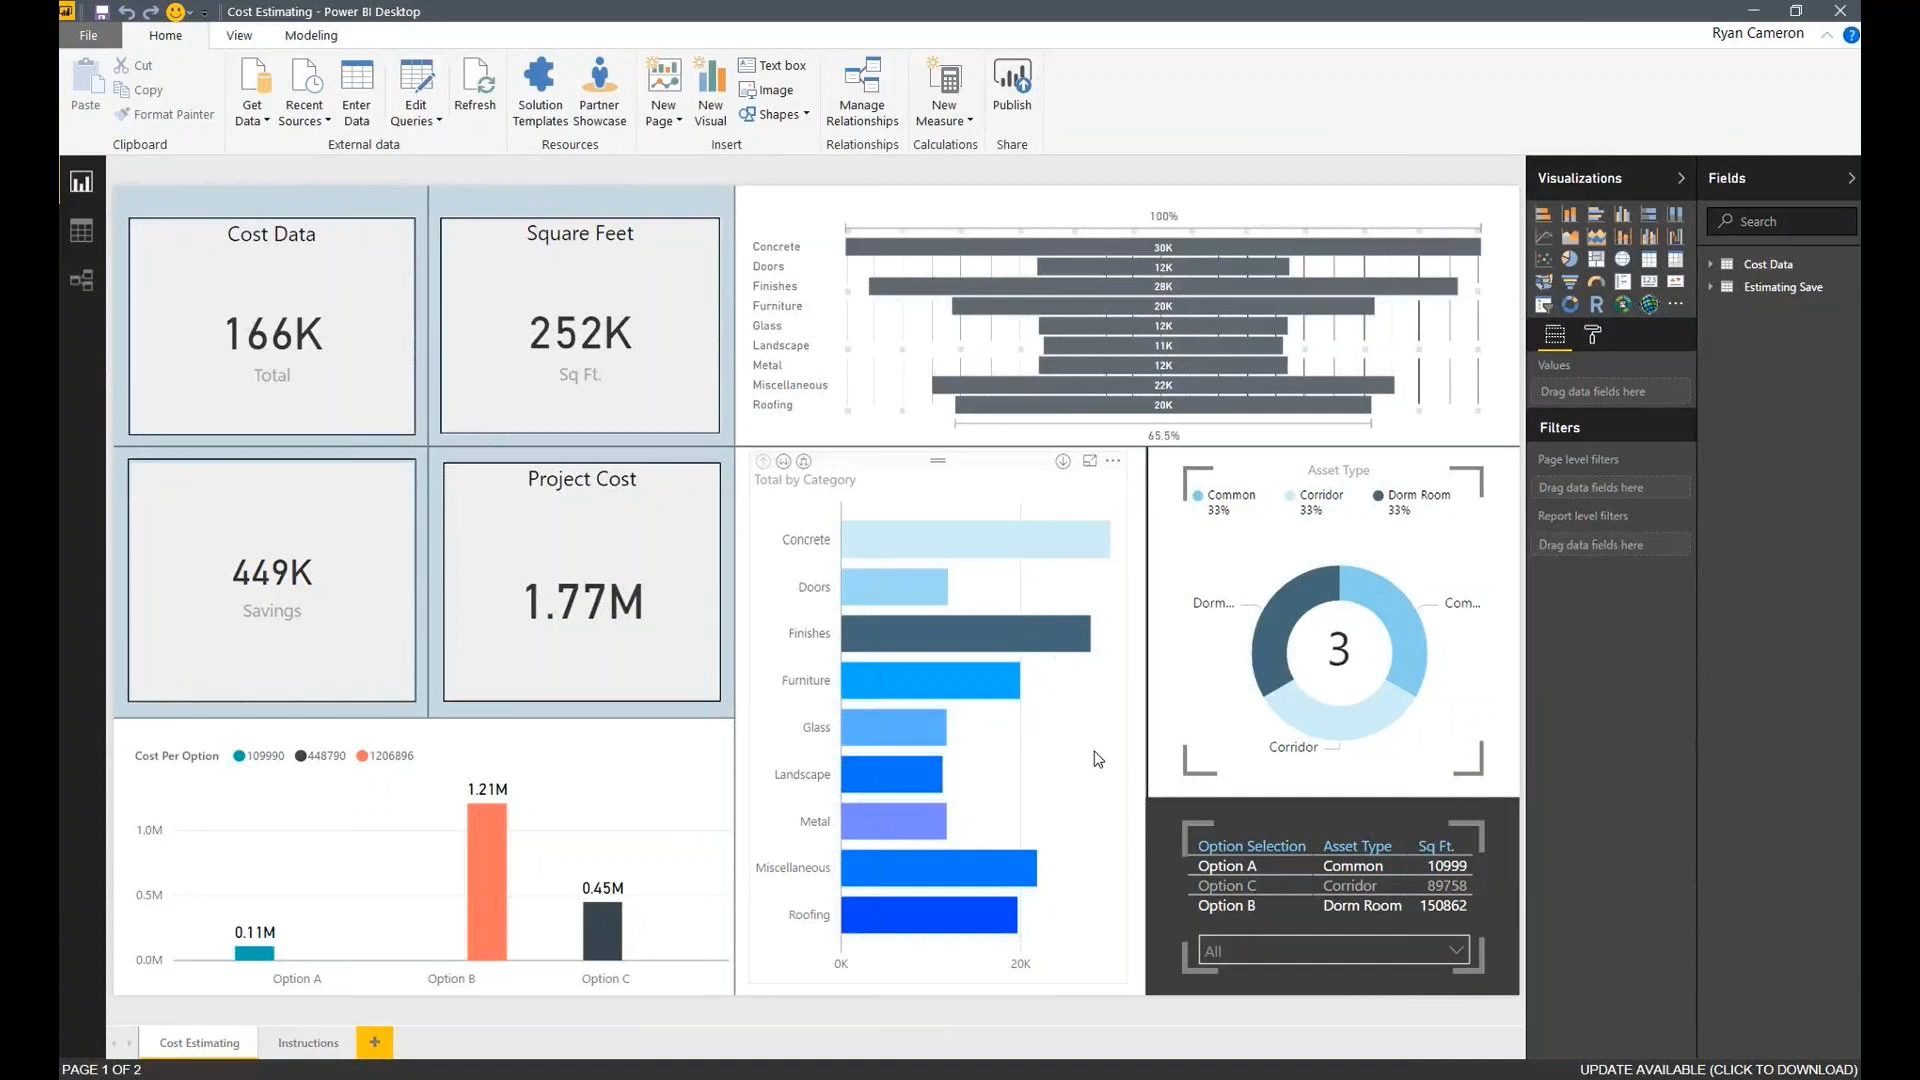 Cost Estimating - Power BI Desktop
File
Home
View
Modeling
Ryan Cameron
Paste
Cut
Copy
Format Painter
Clipboard
Get Data
Recent Sources
Enter Data
Edit Queries
Refresh
External data
Solution Templates
Partner Showcase
Resources
New Page
New Visual
Text box
Image
Shapes
Insert
Manage Relationships
Relationships
New Measure
Calculations
Publish
Share
Cost Data
166K
Total
Square Feet
252K
Sq Ft.
449K
Savings
Project Cost
1.77M
100%
Concrete 30K
Doors 12K
Finishes 28K
Furniture 20K
Glass 12K
Landscape 11K
Metal 12K
Miscellaneous 22K
Roofing 20K
65.5%
Total by Category
Concrete
Doors
Finishes
Furniture
Glass
Landscape
Metal
Miscellaneous
Roofing
0K 20K
Asset Type
Common Corridor Dorm Room
33% 33% 33%
Dorm... Com...
3
Corridor
Cost Per Option 109990 448790 1206896
1.21M
1.0M
0.5M
0.45M
0.11M
0.0M
Option A Option B Option C
Option Selection Asset Type Sq Ft.
Option A Common 10999
Option C Corridor 89758
Option B Dorm Room 150862
All
Visualizations
R
Values
Drag data fields here
Filters
Page level filters
Drag data fields here
Report level filters
Drag data fields here
Fields
Search
Cost Data
Estimating Save
Cost Estimating
Instructions
+
PAGE 1 OF 2
UPDATE AVAILABLE (CLICK TO DOWNLOAD)